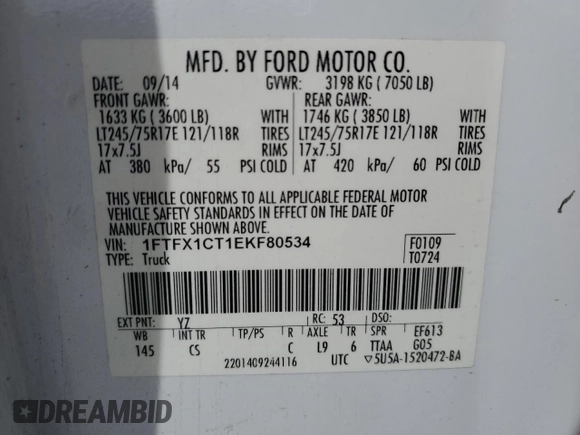 MFD. BY FORD MOTOR CO.
DATE: 09/14 GVWR: 3198 KG (7050 LB)
FRONT GAWR: REAR GAWR:
1633 KG (3600 LB) WITH 1746 KG (3850 LB) WITH
LT245/75R17E 121/118R TIRES LT245/75R17E 121/118R TIRES
17x7.5J RIMS 17x7.5J RIMS
AT 380 kPa/ 55 PSI COLD AT 420 kPa/ 60 PSI COLD
THIS VEHICLE CONFORMS TO ALL APPLICABLE FEDERAL MOTOR
VEHICLE SAFETY STANDARDS IN EFFECT ON THE DATE OF
MANUFACTURE SHOWN ABOVE.
VIN: 1FTFX1CT1EKF80534 F0109
TYPE: Truck T0724
EXT PNT: YZ RC: 53 DSO:
WB INT TR TP/PS R AXLE TR SPR EF613
145 CS C L9 6 TTAA G05
2201409244116 UTC 5U5A-1520472-BA
DREAMBID